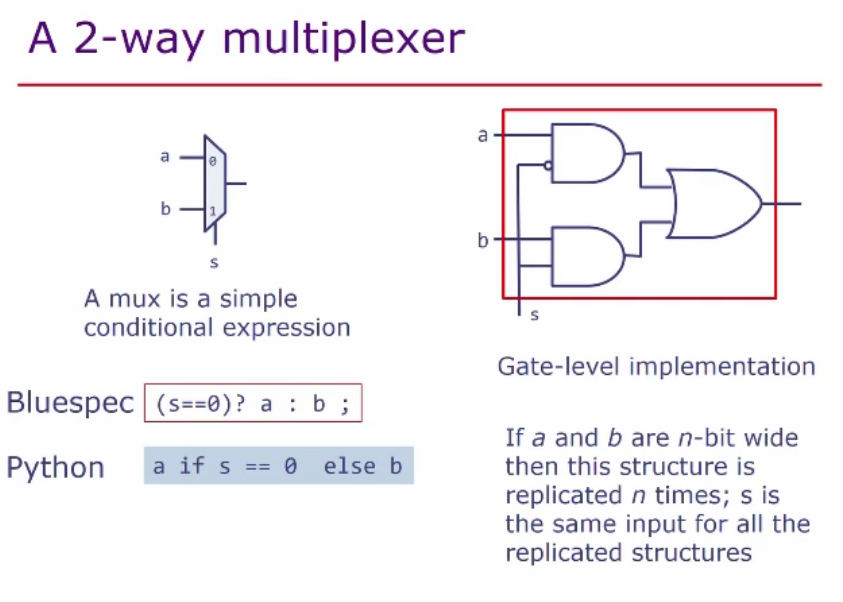 A 2-way multiplexer
a
0
b
1
s
A mux is a simple
conditional expression
Bluespec (s==0)? a : b ;
Python a if s == 0 else b
a
b
s
Gate-level implementation
If a and b are n-bit wide
then this structure is
replicated n times; s is
the same input for all the
replicated structures